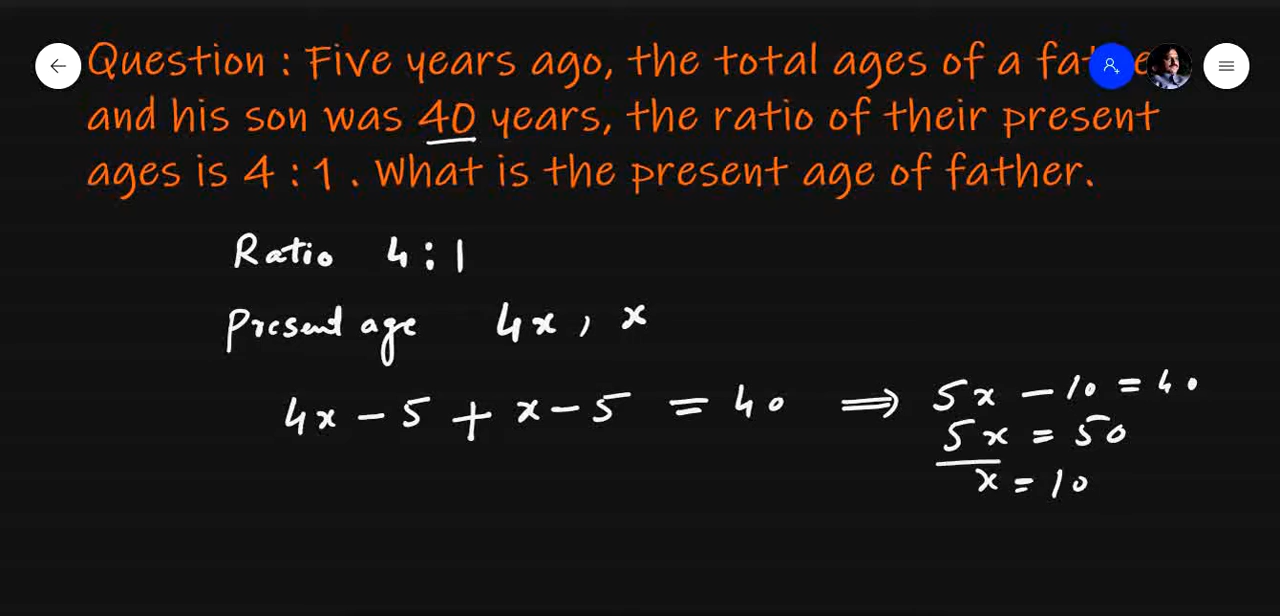 Question : Five years ago, the total ages of a
and his son was 40 years, the ratio of their present
ages is 4 : 1 . What is the present age of father.
Ratio 4 : 1
Present age 4x , x
4x - 5 + x - 5 = 40 ⟹ 5x - 10 = 40
5x = 50
x = 10